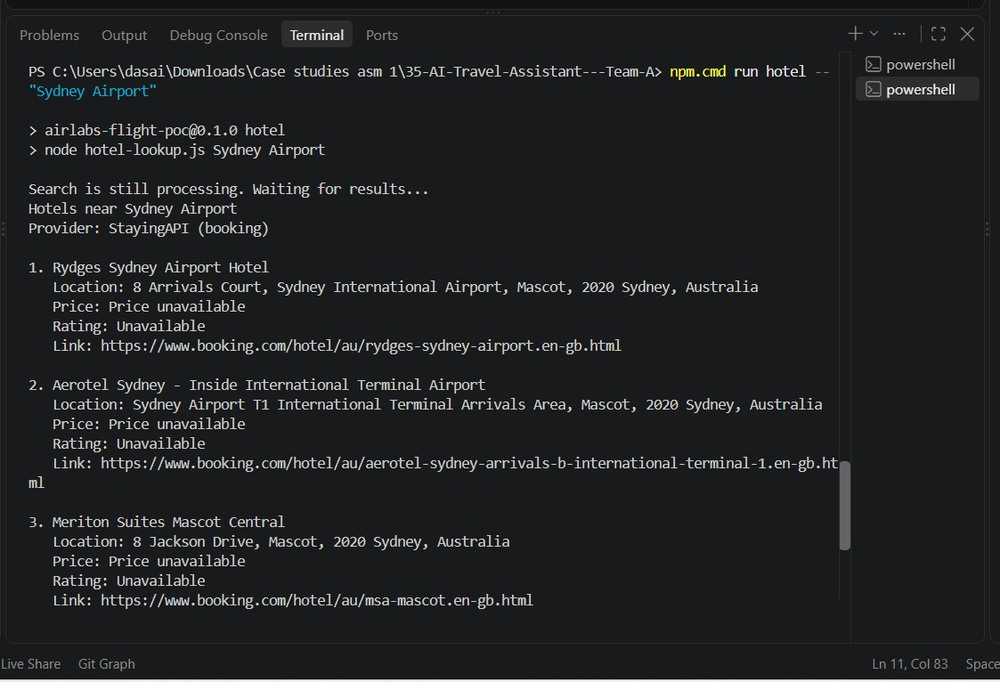 Problems Output Debug Console Terminal Ports
PS C:\Users\dasai\Downloads\Case studies asm 1\35-AI-Travel-Assistant---Team-A> npm.cmd run hotel --
"Sydney Airport"
powershell
powershell
> airlabs-flight-poc@0.1.0 hotel
> node hotel-lookup.js Sydney Airport
Search is still processing. Waiting for results...
Hotels near Sydney Airport
Provider: StayingAPI (booking)
1. Rydges Sydney Airport Hotel
Location: 8 Arrivals Court, Sydney International Airport, Mascot, 2020 Sydney, Australia
Price: Price unavailable
Rating: Unavailable
Link: https://www.booking.com/hotel/au/rydges-sydney-airport.en-gb.html
2. Aerotel Sydney - Inside International Terminal Airport
Location: Sydney Airport T1 International Terminal Arrivals Area, Mascot, 2020 Sydney, Australia
Price: Price unavailable
Rating: Unavailable
Link: https://www.booking.com/hotel/au/aerotel-sydney-arrivals-b-international-terminal-1.en-gb.ht
ml
3. Meriton Suites Mascot Central
Location: 8 Jackson Drive, Mascot, 2020 Sydney, Australia
Price: Price unavailable
Rating: Unavailable
Link: https://www.booking.com/hotel/au/msa-mascot.en-gb.html
Live Share Git Graph Ln 11, Col 83 Space